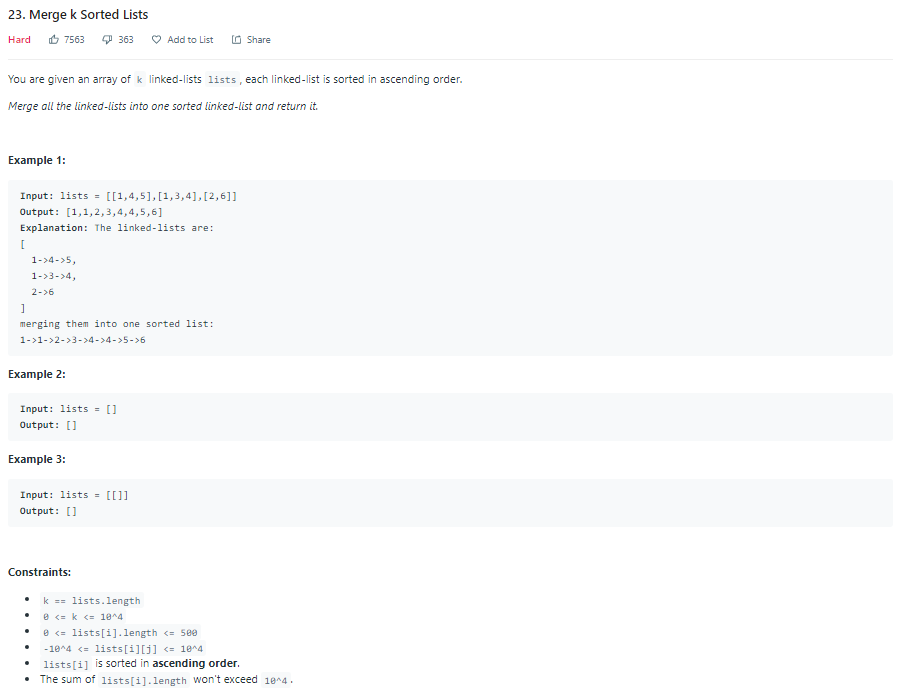 23. Merge k Sorted Lists
Hard 7563 363 Add to List Share
You are given an array of k linked-lists lists, each linked-list is sorted in ascending order.
Merge all the linked-lists into one sorted linked-list and return it.
Example 1:
Input: lists = [[1,4,5],[1,3,4],[2,6]]
Output: [1,1,2,3,4,4,5,6]
Explanation: The linked-lists are:
[
  1->4->5,
  1->3->4,
  2->6
]
merging them into one sorted list:
1->1->2->3->4->4->5->6
Example 2:
Input: lists = []
Output: []
Example 3:
Input: lists = [[]]
Output: []
Constraints:
• k == lists.length
• 0 <= k <= 10^4
• 0 <= lists[i].length <= 500
• -10^4 <= lists[i][j] <= 10^4
• lists[i] is sorted in ascending order.
• The sum of lists[i].length won't exceed 10^4.